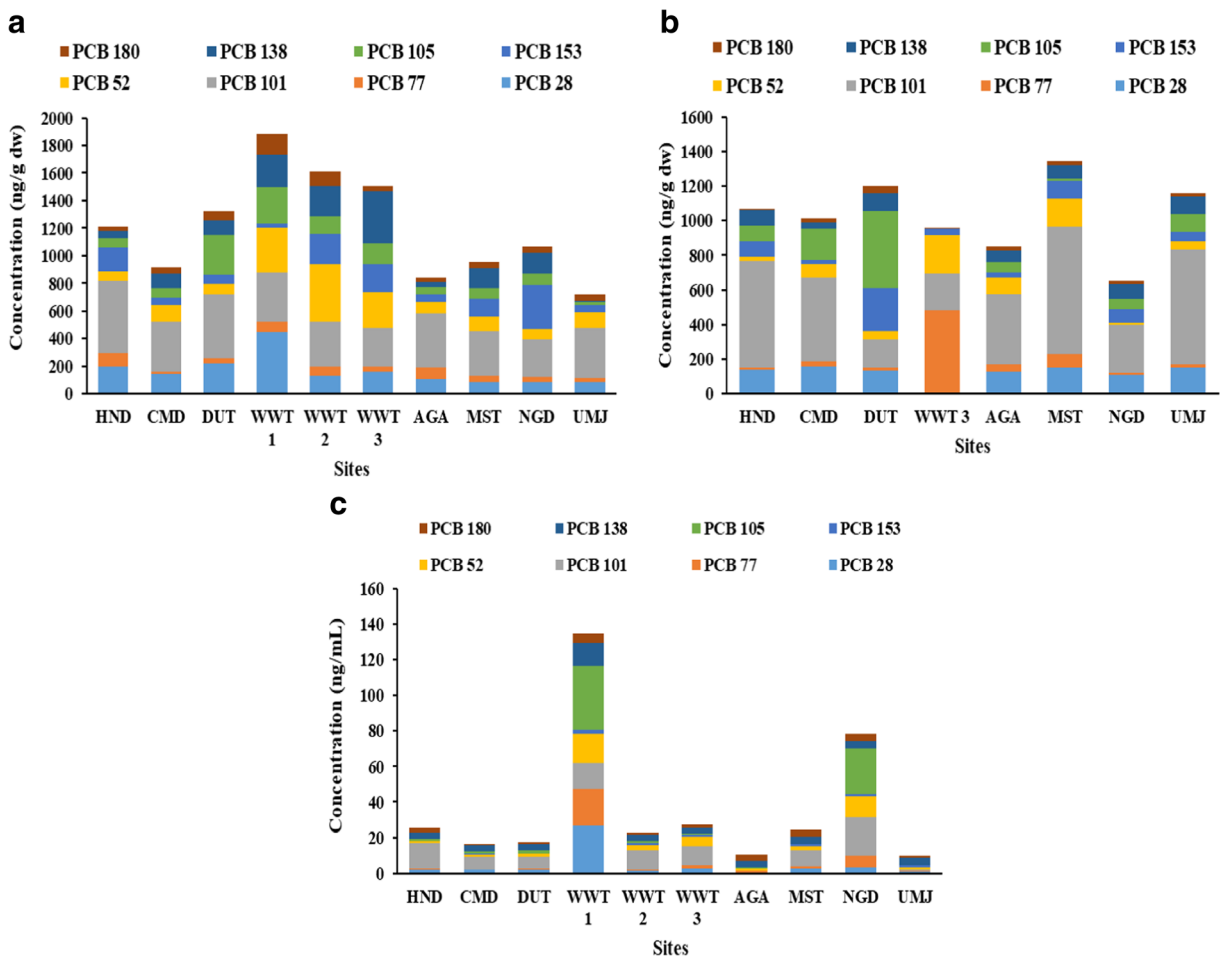 a
PCB 180 PCB 138 PCB 105 PCB 153
PCB 52 PCB 101 PCB 77 PCB 28
Concentration (ng/g dw)
2000
1800
1600
1400
1200
1000
800
600
400
200
0
HND CMD DUT WWT 1 WWT 2 WWT 3 AGA MST NGD UMJ
Sites
b
PCB 180 PCB 138 PCB 105 PCB 153
PCB 52 PCB 101 PCB 77 PCB 28
Concentration (ng/g dw)
1600
1400
1200
1000
800
600
400
200
0
HND CMD DUT WWT 3 AGA MST NGD UMJ
Sites
c
PCB 180 PCB 138 PCB 105 PCB 153
PCB 52 PCB 101 PCB 77 PCB 28
Concentration (ng/mL)
160
140
120
100
80
60
40
20
0
HND CMD DUT WWT 1 WWT 2 WWT 3 AGA MST NGD UMJ
Sites